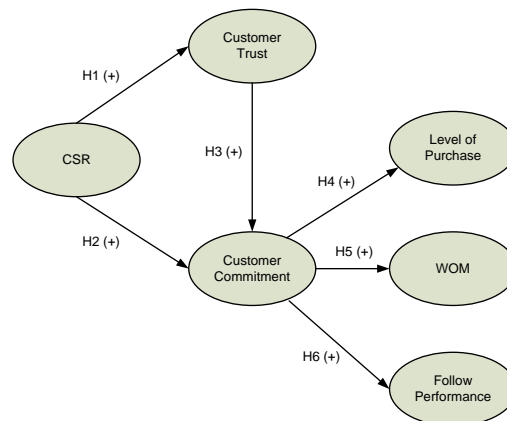 Customer
Trust
H1 (+)
H3 (+)
Level of
Purchase
CSR
H4 (+)
H2 (+)
Customer
Commitment
H5 (+)
WOM
H6 (+)
Follow
Performance